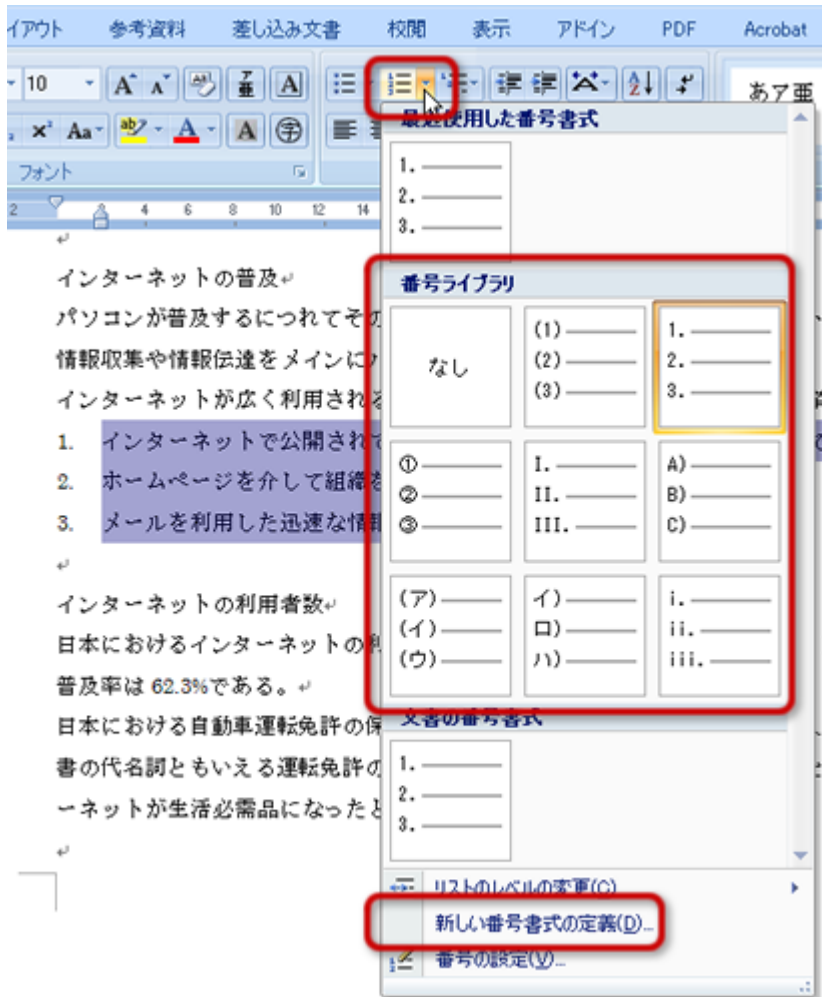 イアウト 参考資料 差し込み文書 校閲 表示 アドイン PDF Acrobat
10 A A ア亜 A
x² Aa ab A A 字 あア亜
フォント
最近使用した番号書式
1.
2.
3.
2 2 4 6 8 10 12 14
番号ライブラリ
なし
(1)
(2)
(3)
1.
2.
3.
①
②
③
I.
II.
III.
A)
B)
C)
(ア)
(イ)
(ウ)
イ)
ロ)
ハ)
i.
ii.
iii.
文書の番号書式
1.
2.
3.
リストのレベルの変更(C)
新しい番号書式の定義(D)...
番号の設定(V)...
インターネットの普及
パソコンが普及するにつれてその
情報収集や情報伝達をメインに
インターネットが広く利用される
1. インターネットで公開されて
2. ホームページを介して組織を
3. メールを利用した迅速な情報
インターネットの利用者数
日本におけるインターネットの利
普及率は 62.3%である。
日本における自動車運転免許の保
書の代名詞ともいえる運転免許の
ーネットが生活必需品になったと